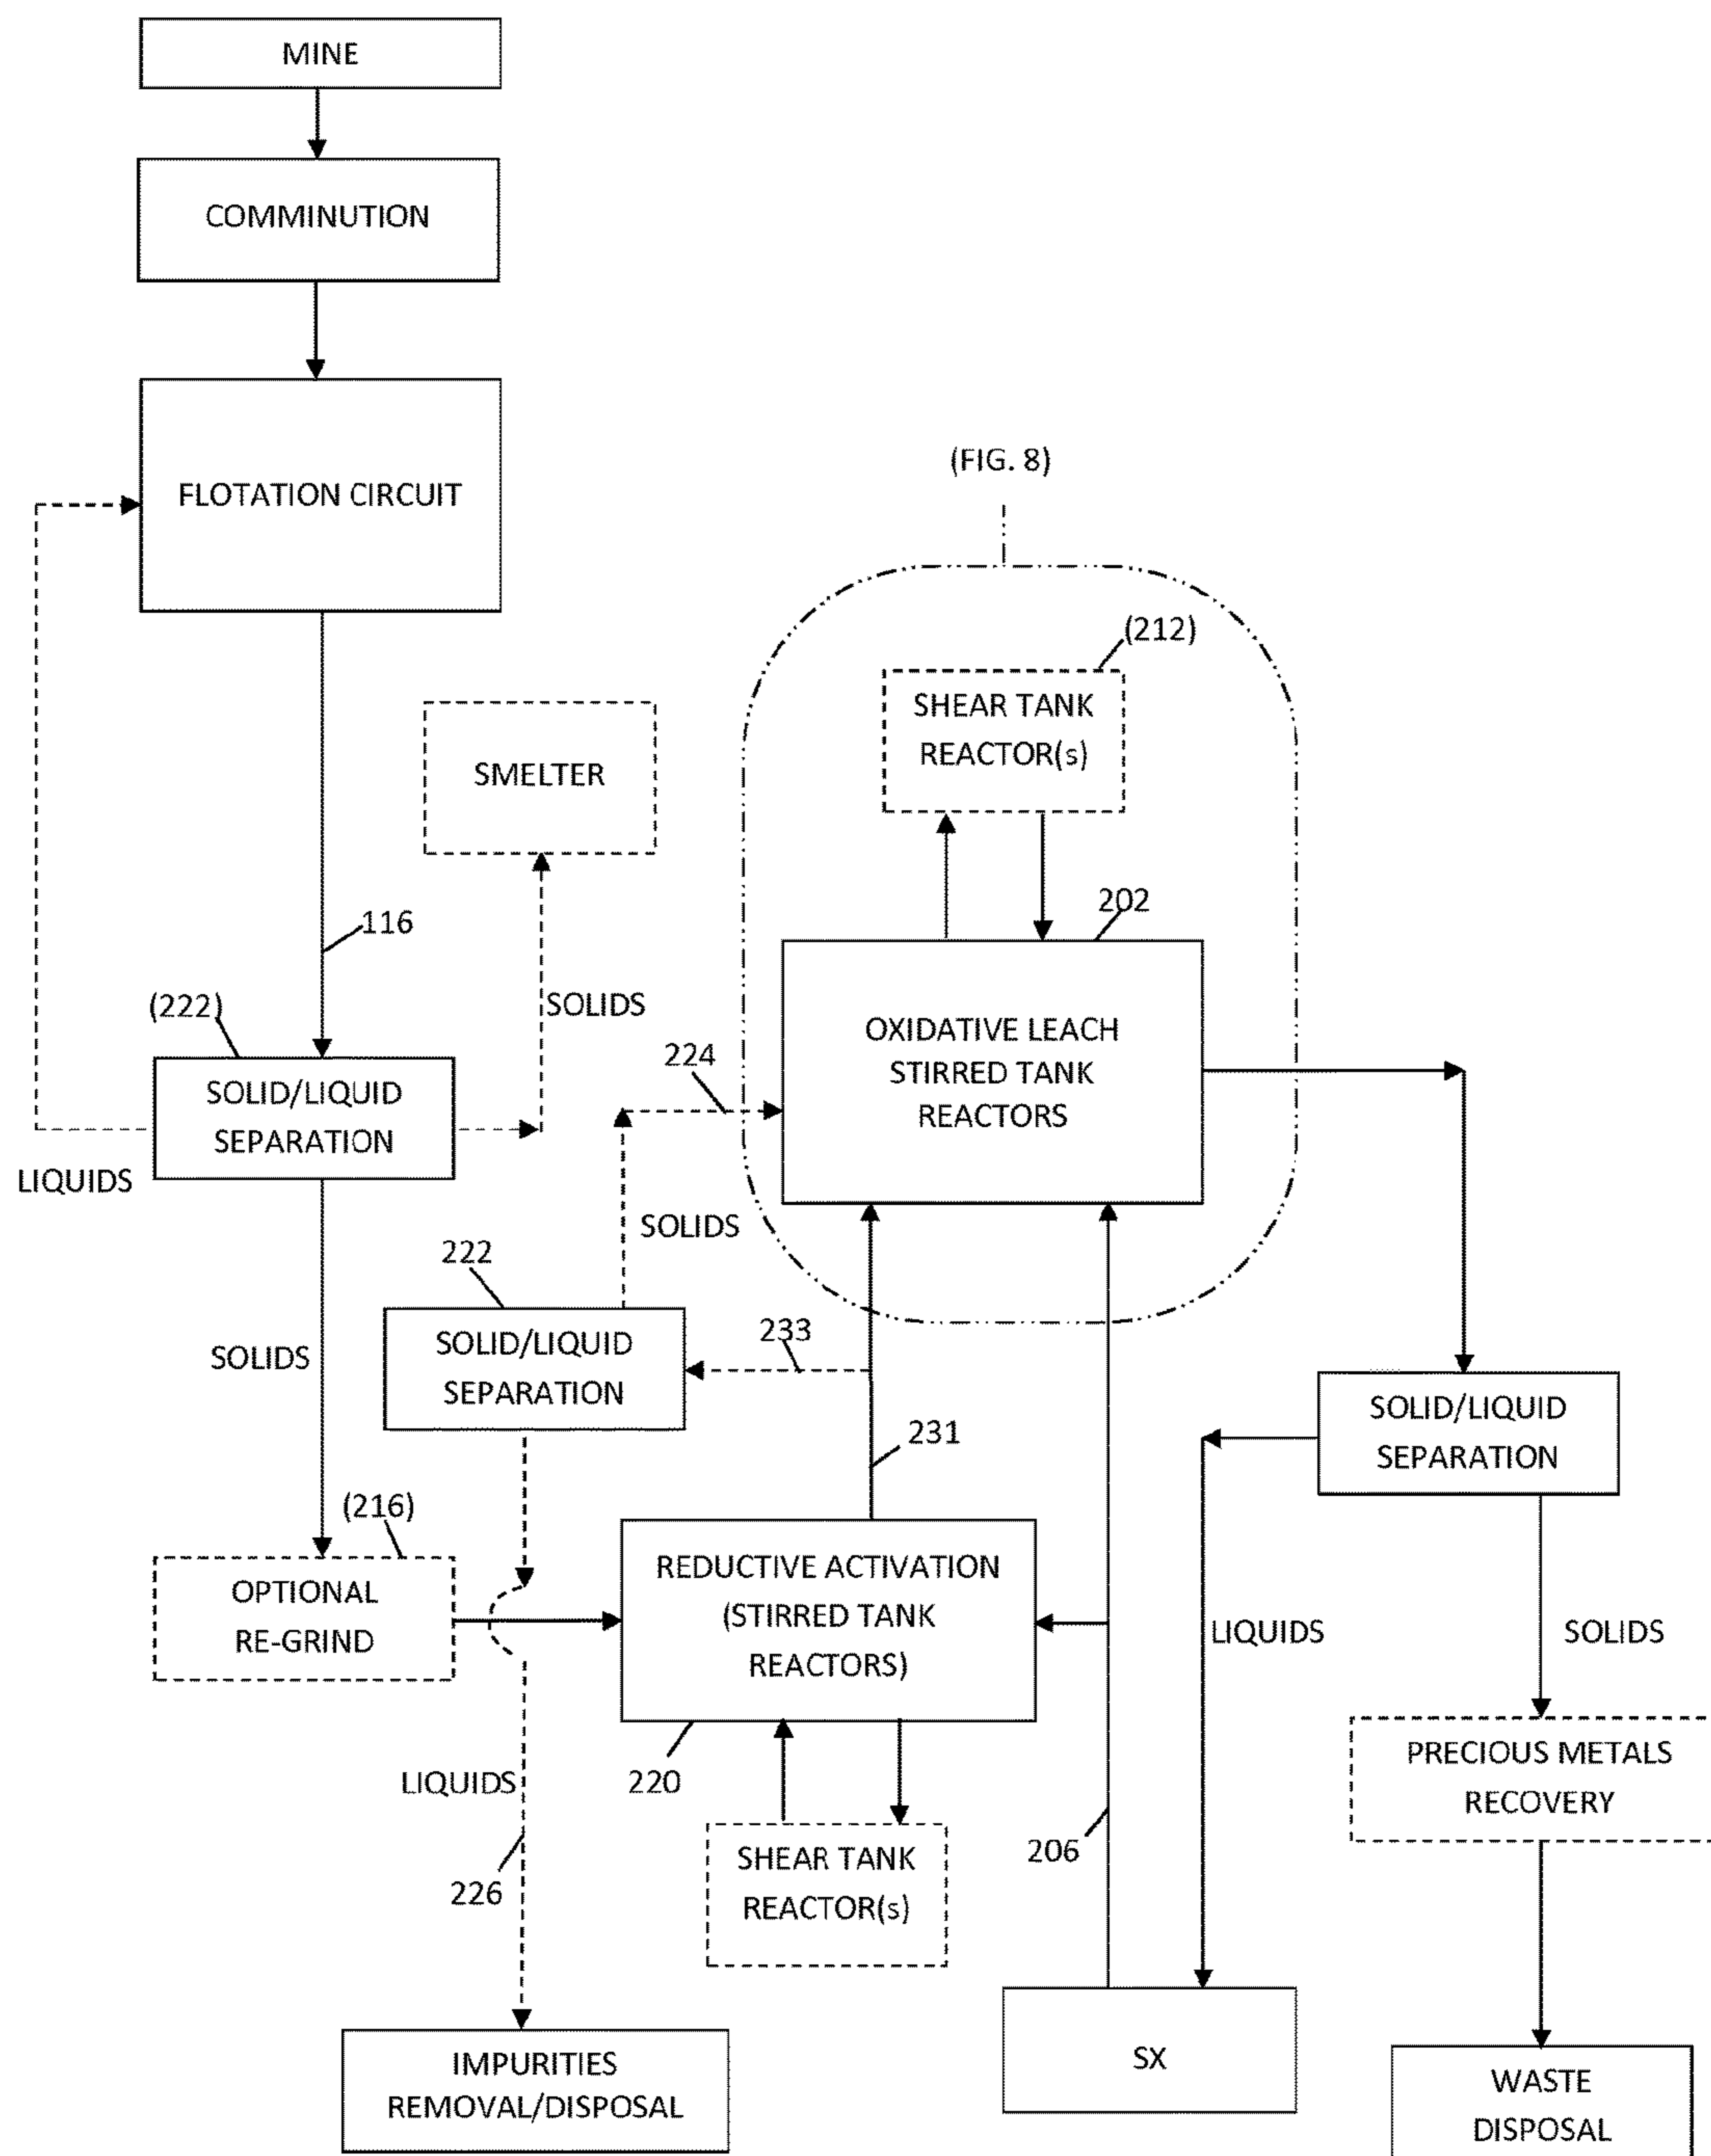 MINE
COMMINUTION
FLOTATION CIRCUIT
(FIG. 8)
(212)
SHEAR TANK
REACTOR(s)
SMELTER
202
116
SOLIDS
(222)
OXIDATIVE LEACH
STIRRED TANK
REACTORS
224
SOLID/LIQUID
SEPARATION
LIQUIDS
SOLIDS
222
233
SOLID/LIQUID
SEPARATION
SOLIDS
SOLID/LIQUID
SEPARATION
231
(216)
OPTIONAL
RE-GRIND
REDUCTIVE ACTIVATION
(STIRRED TANK
REACTORS)
LIQUIDS
SOLIDS
LIQUIDS
220
PRECIOUS METALS
RECOVERY
226
SHEAR TANK
REACTOR(s)
206
IMPURITIES
REMOVAL/DISPOSAL
SX
WASTE
DISPOSAL